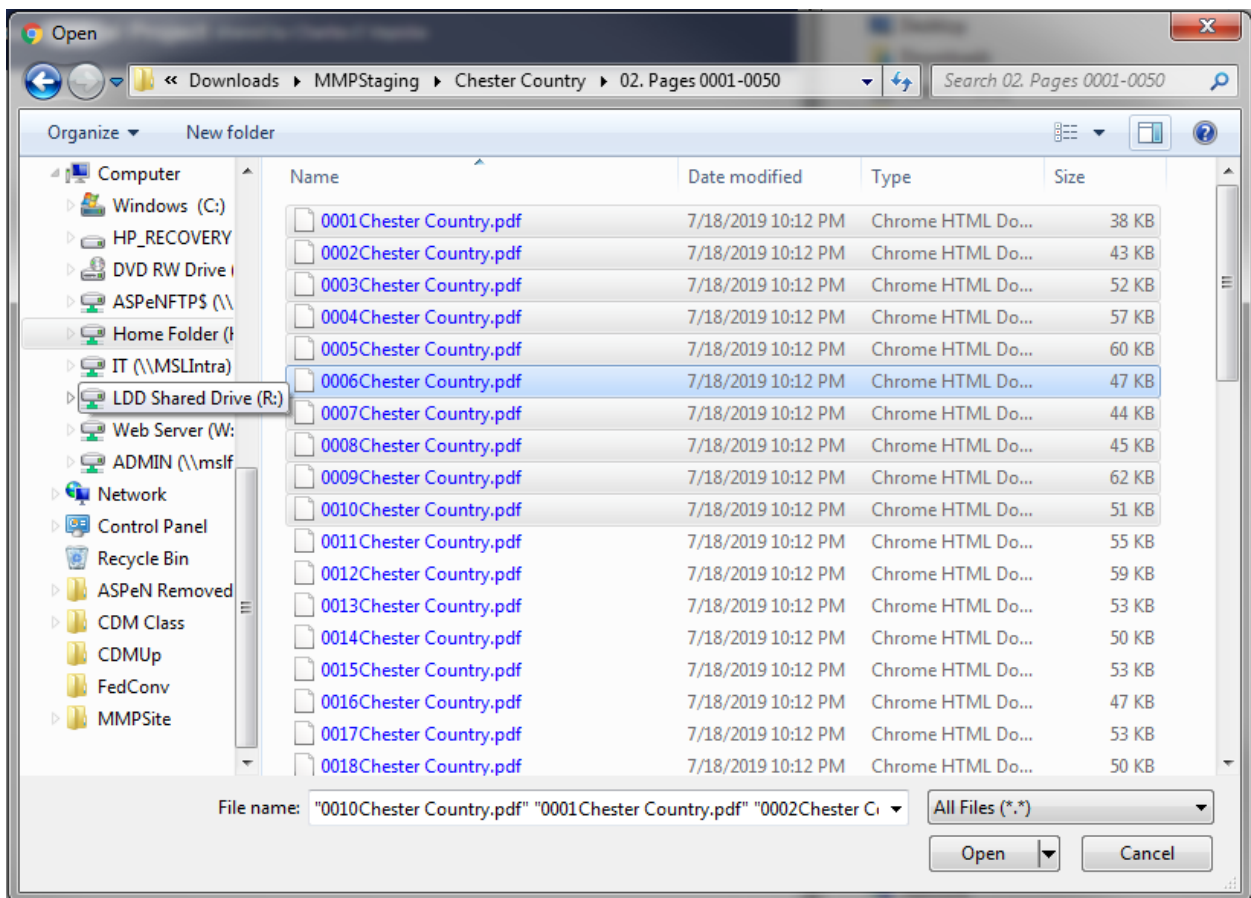 Open
« Downloads ▸ MMPStaging ▸ Chester Country ▸ 02. Pages 0001-0050
Search 02. Pages 0001-0050
Organize New folder
Computer
Windows (C:)
HP_RECOVERY
DVD RW Drive (
ASPeNFTP$ (\\
Home Folder (
IT (\\MSLIntra)
LDD Shared Drive (R:)
Web Server (W:
ADMIN (\\mslf
Network
Control Panel
Recycle Bin
ASPeN Removed
CDM Class
CDMUp
FedConv
MMPSite
Name Date modified Type Size
0001Chester Country.pdf 7/18/2019 10:12 PM Chrome HTML Do... 38 KB
0002Chester Country.pdf 7/18/2019 10:12 PM Chrome HTML Do... 43 KB
0003Chester Country.pdf 7/18/2019 10:12 PM Chrome HTML Do... 52 KB
0004Chester Country.pdf 7/18/2019 10:12 PM Chrome HTML Do... 57 KB
0005Chester Country.pdf 7/18/2019 10:12 PM Chrome HTML Do... 60 KB
0006Chester Country.pdf 7/18/2019 10:12 PM Chrome HTML Do... 47 KB
0007Chester Country.pdf 7/18/2019 10:12 PM Chrome HTML Do... 44 KB
0008Chester Country.pdf 7/18/2019 10:12 PM Chrome HTML Do... 45 KB
0009Chester Country.pdf 7/18/2019 10:12 PM Chrome HTML Do... 62 KB
0010Chester Country.pdf 7/18/2019 10:12 PM Chrome HTML Do... 51 KB
0011Chester Country.pdf 7/18/2019 10:12 PM Chrome HTML Do... 55 KB
0012Chester Country.pdf 7/18/2019 10:12 PM Chrome HTML Do... 59 KB
0013Chester Country.pdf 7/18/2019 10:12 PM Chrome HTML Do... 53 KB
0014Chester Country.pdf 7/18/2019 10:12 PM Chrome HTML Do... 50 KB
0015Chester Country.pdf 7/18/2019 10:12 PM Chrome HTML Do... 53 KB
0016Chester Country.pdf 7/18/2019 10:12 PM Chrome HTML Do... 47 KB
0017Chester Country.pdf 7/18/2019 10:12 PM Chrome HTML Do... 53 KB
0018Chester Country.pdf 7/18/2019 10:12 PM Chrome HTML Do... 50 KB
File name: "0010Chester Country.pdf" "0001Chester Country.pdf" "0002Chester C
All Files (*.*)
Open Cancel